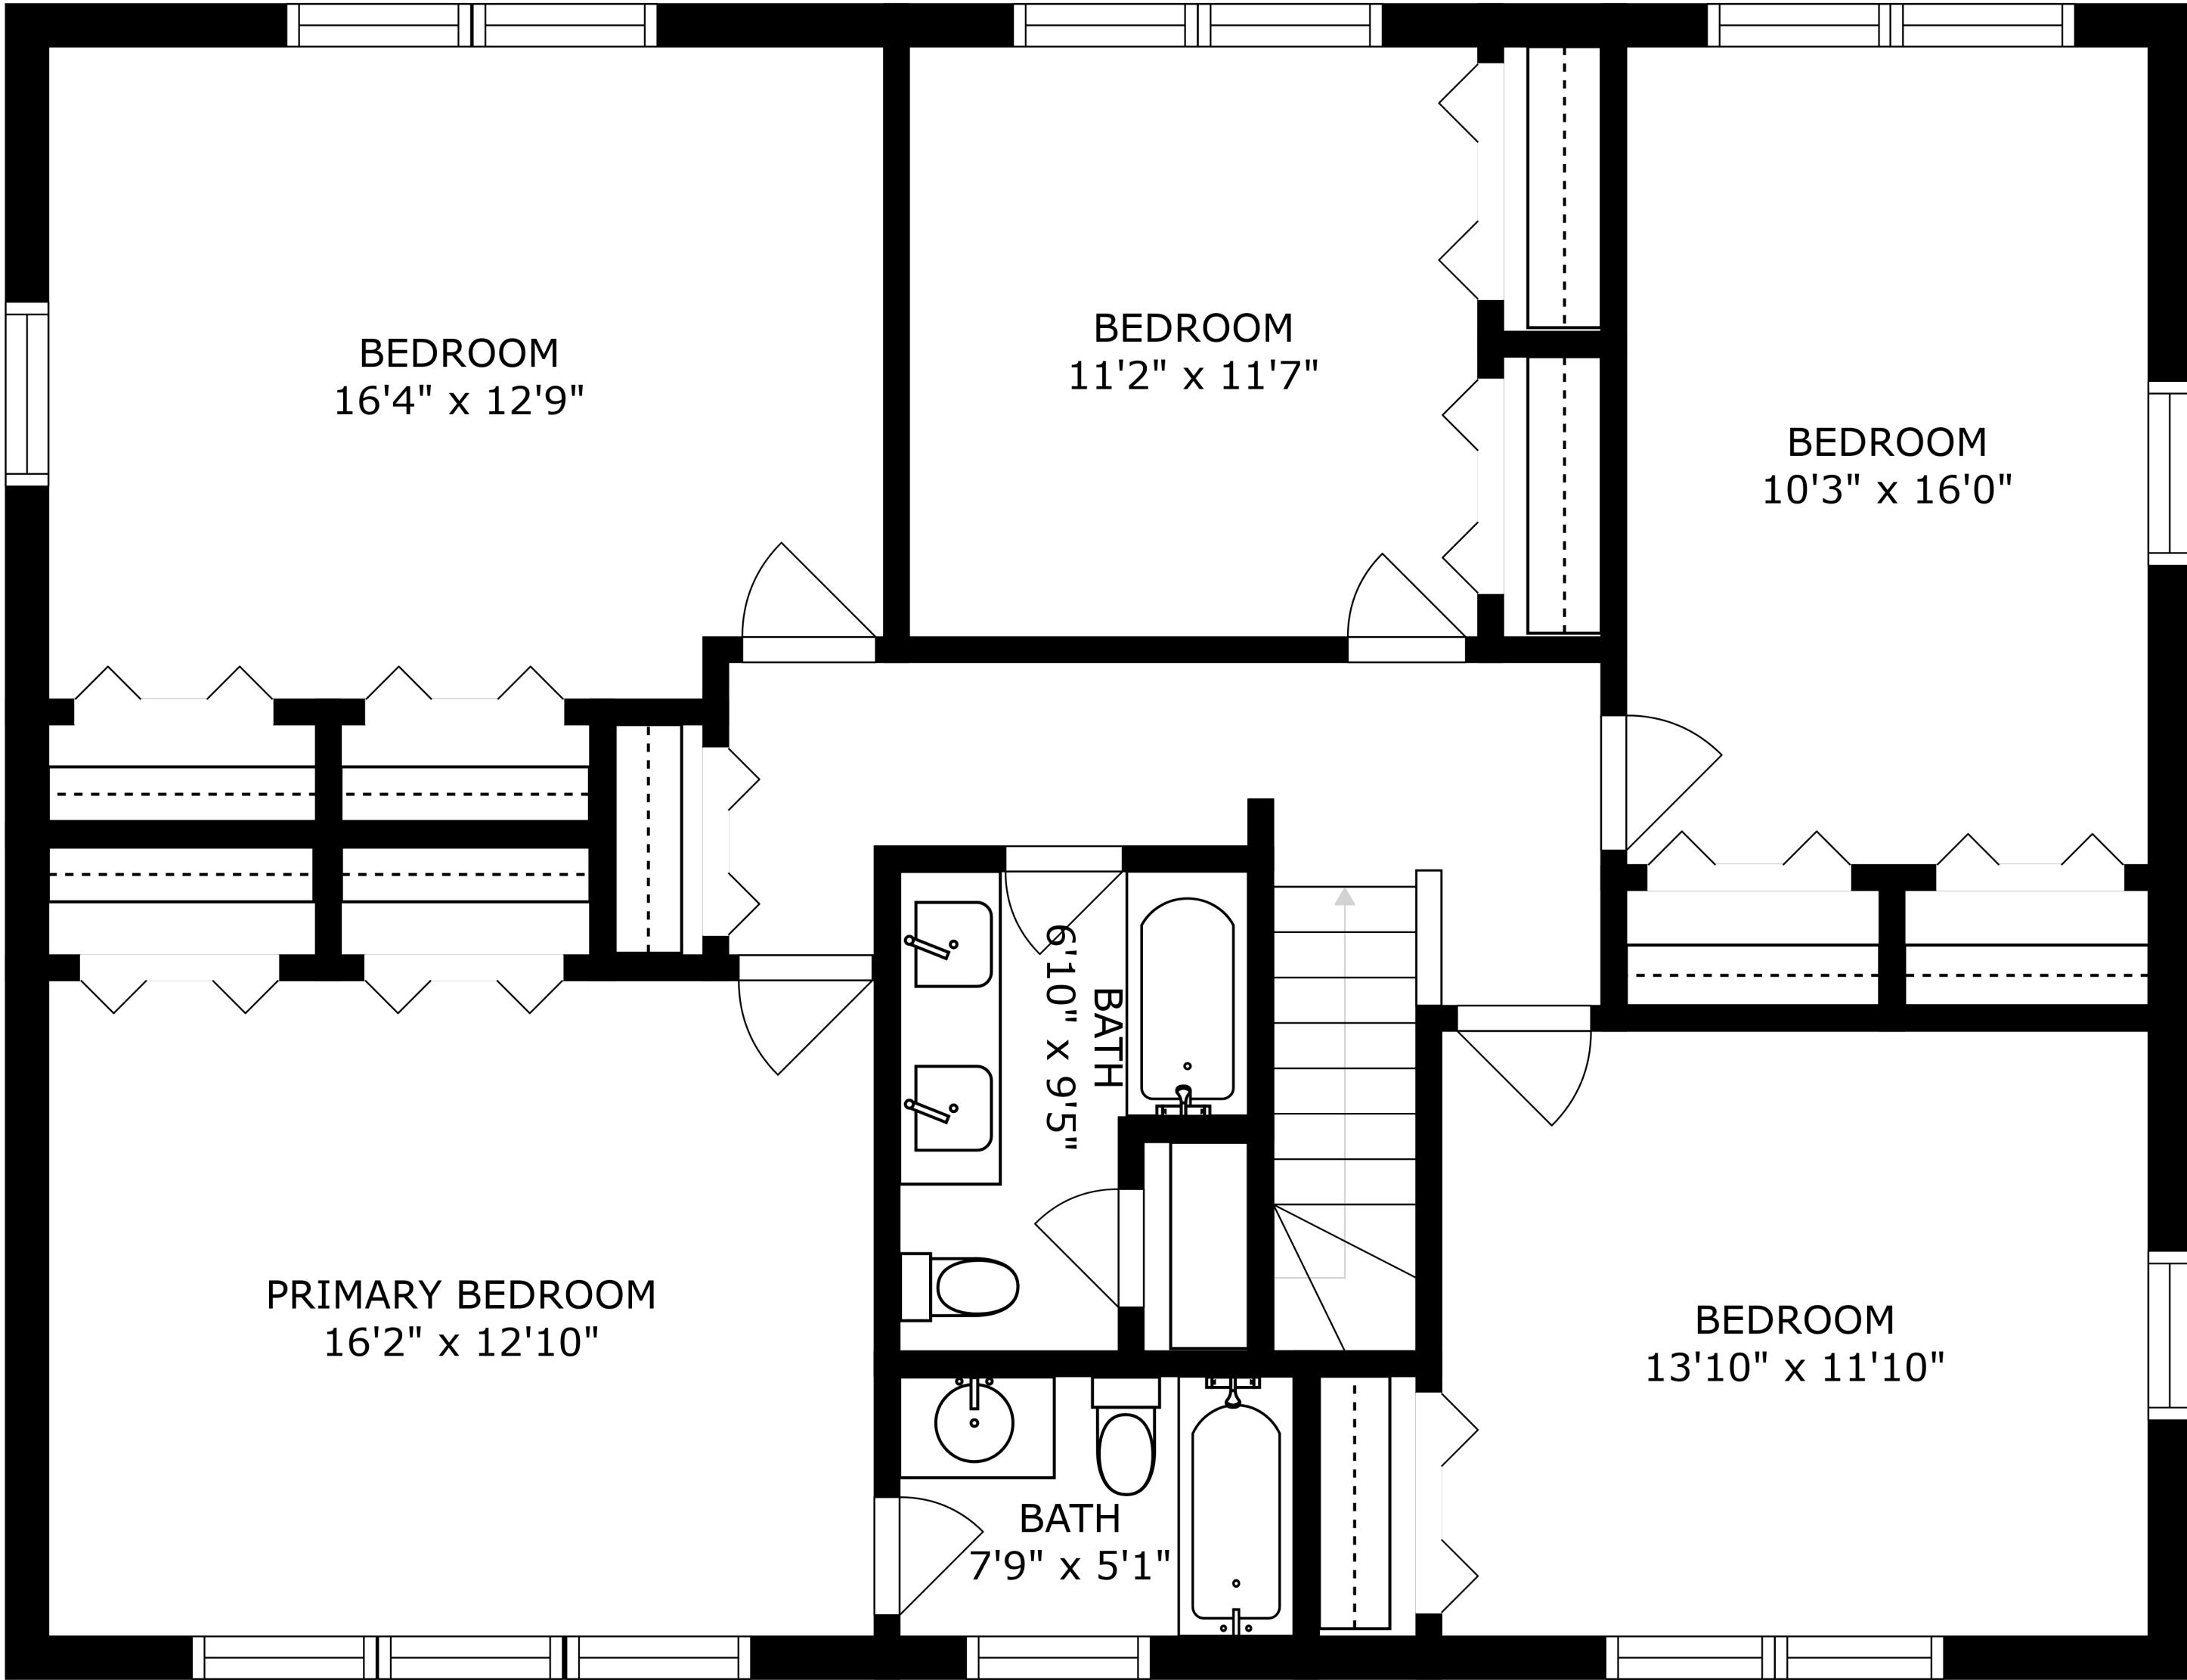 BEDROOM
16'4" x 12'9"
BEDROOM
11'2" x 11'7"
BEDROOM
10'3" x 16'0"
BATH
6'10" x 9'5"
PRIMARY BEDROOM
16'2" x 12'10"
BEDROOM
13'10" x 11'10"
BATH
7'9" x 5'1"